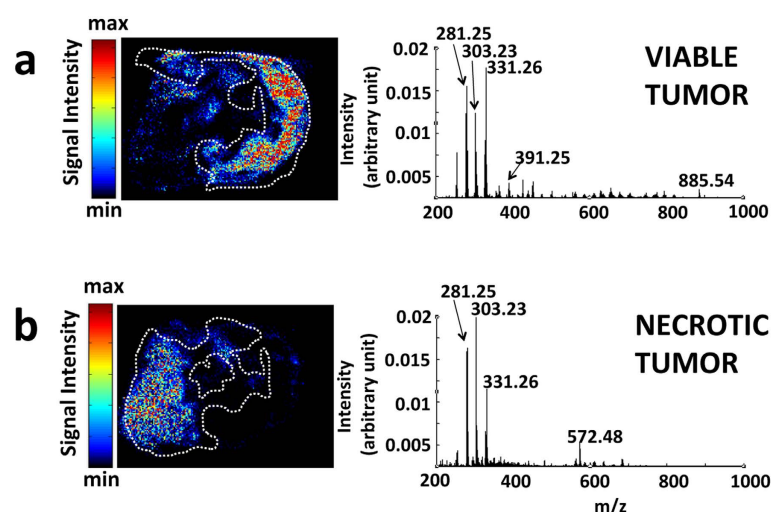 a
max
Signal Intensity
min
Intensity
(arbitrary unit)
0.02
0.015
0.01
0.005
281.25
303.23
331.26
391.25
885.54
200
400
600
800
1000
VIABLE
TUMOR
b
max
Signal Intensity
min
Intensity
(arbitrary unit)
0.02
0.015
0.01
0.005
281.25
303.23
331.26
572.48
200
400
600
800
1000
m/z
NECROTIC
TUMOR